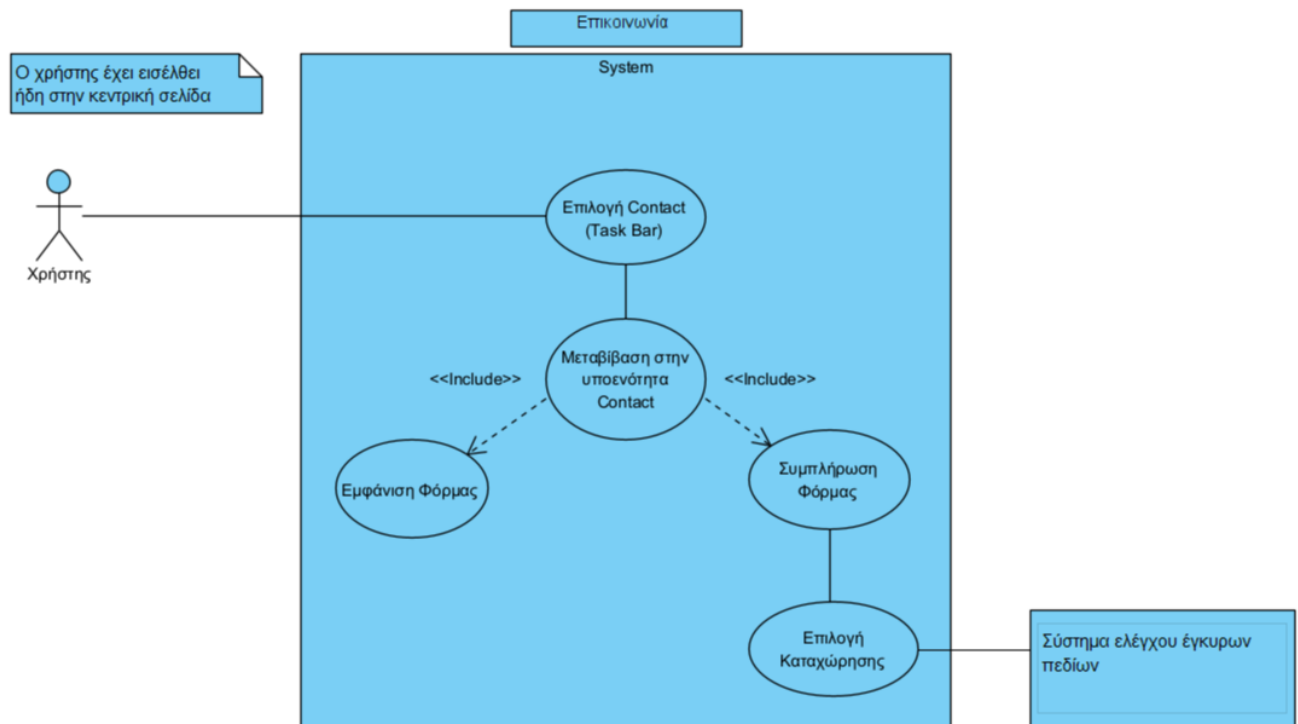 Επικοινωνία
Ο χρήστης έχει εισέλθει
ήδη στην κεντρική σελίδα
System
Χρήστης
Επιλογή Contact
(Task Bar)
Μεταβίβαση στην
υποενότητα
Contact
<<Include>>
<<Include>>
Εμφάνιση Φόρμας
Συμπλήρωση
Φόρμας
Επιλογή
Καταχώρησης
Σύστημα ελέγχου έγκυρων
πεδίων